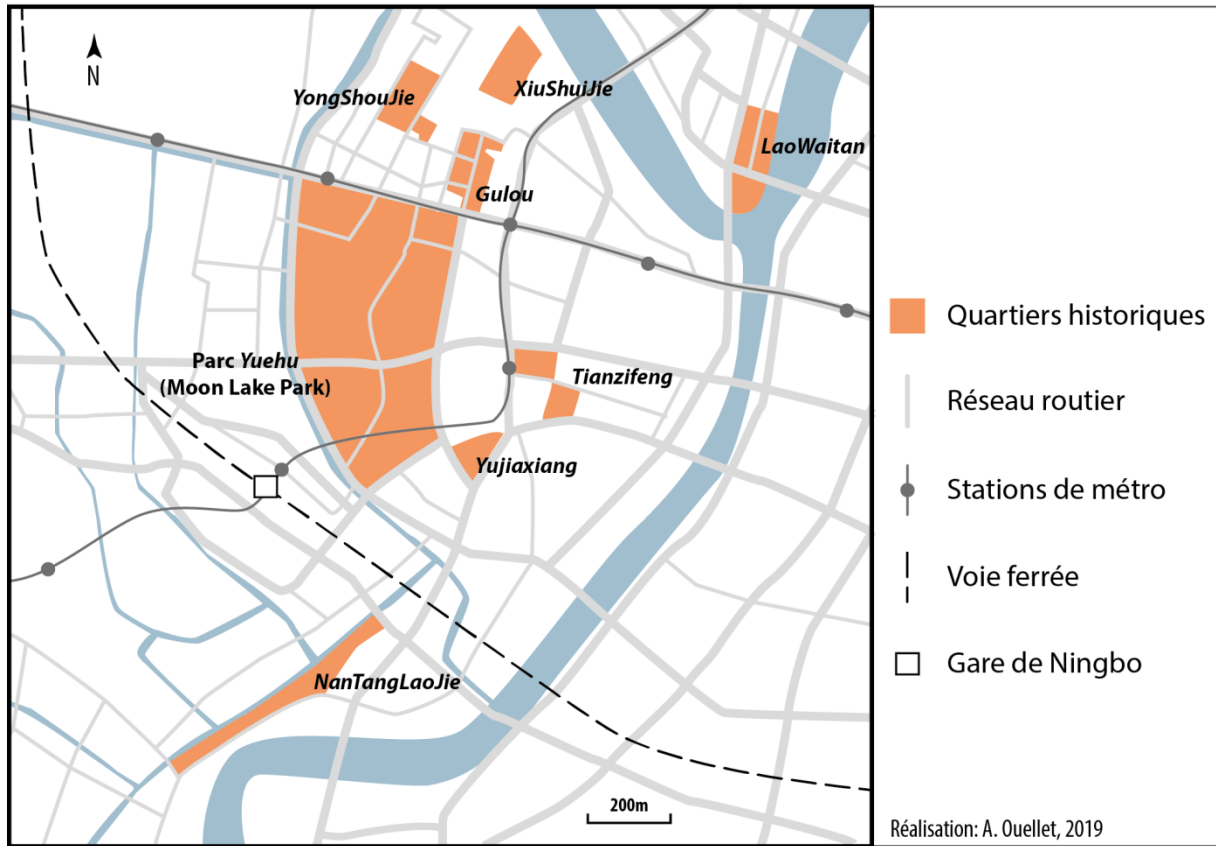 N
YongShouJie
XiuShuiJie
LaoWaitan
Gulou
Parc Yuehu
(Moon Lake Park)
Tianzifeng
Yujiaxiang
NanTangLaoJie
200m
Quartiers historiques
Réseau routier
Stations de métro
Voie ferrée
Gare de Ningbo
Réalisation: A. Ouellet, 2019